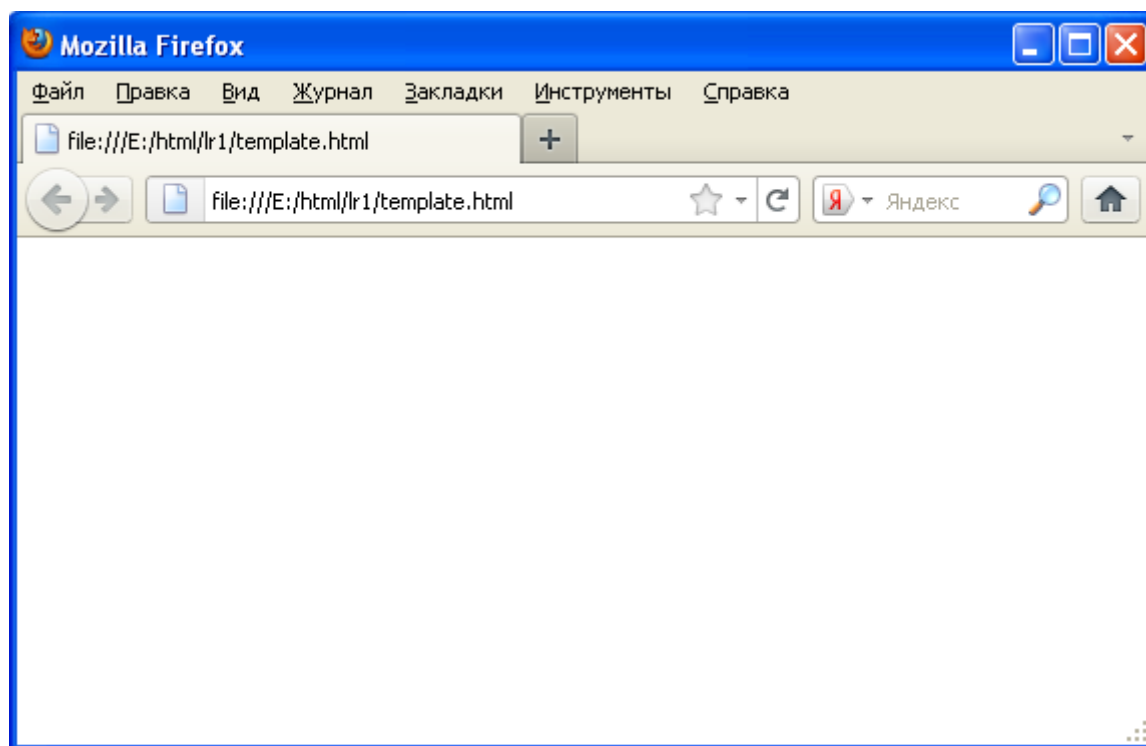 Mozilla Firefox
Файл Правка Вид Журнал Закладки Инструменты Справка
file:///E:/html/lr1/template.html
file:///E:/html/lr1/template.html Я Яндекс